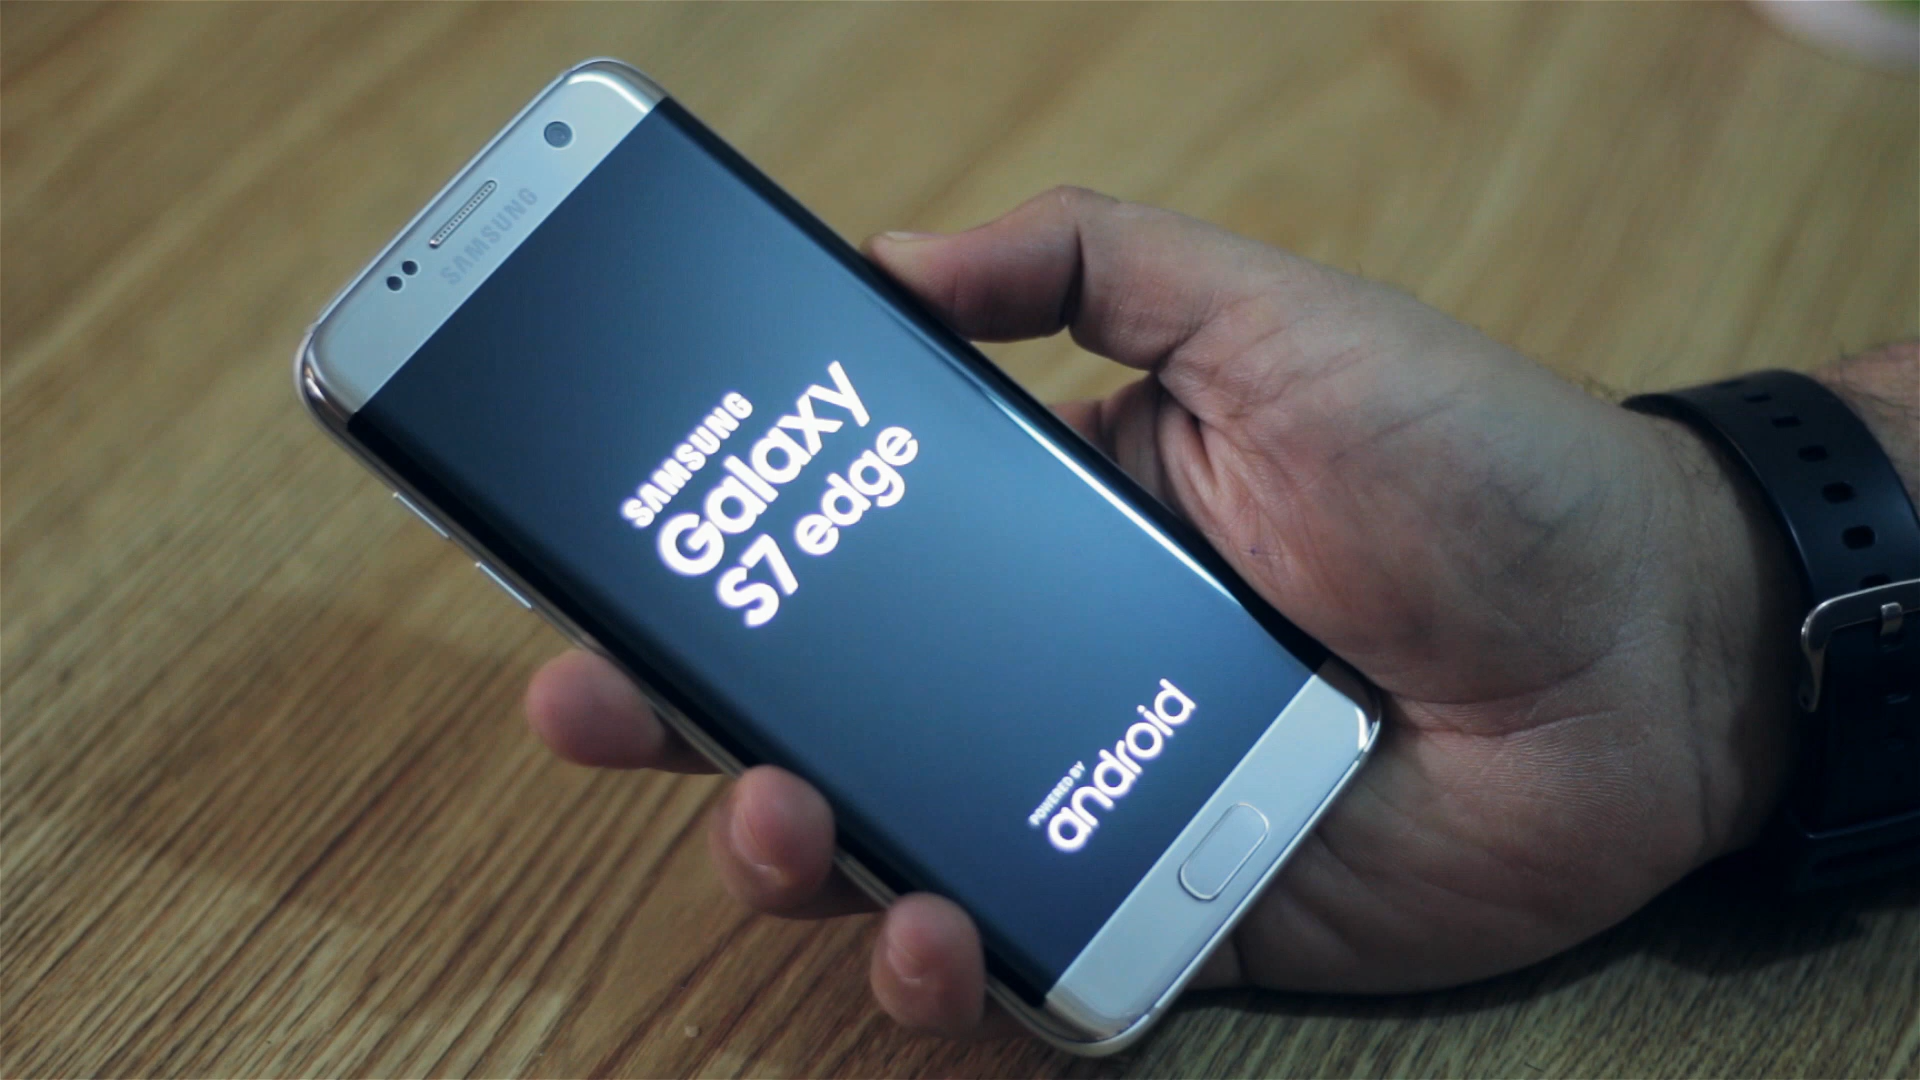 SAMSUNG
SAMSUNG
Galaxy
S7 edge
POWERED BY
android